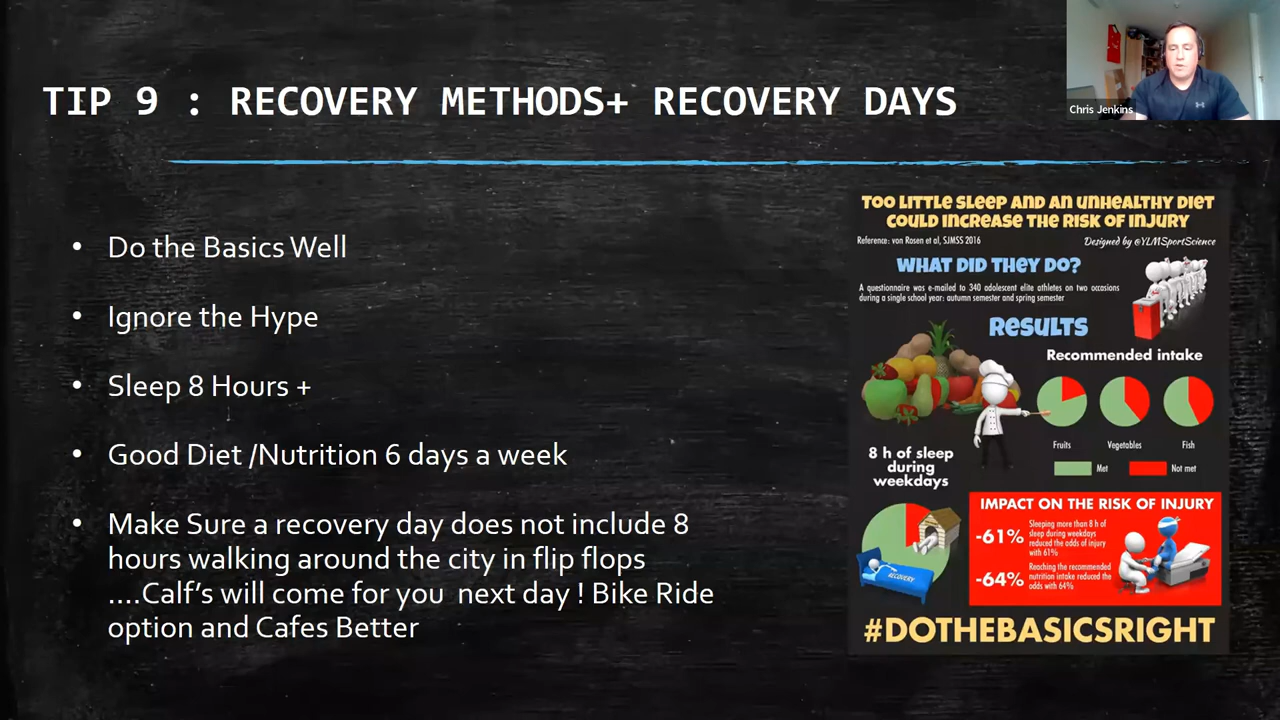 TIP 9 : RECOVERY METHODS+ RECOVERY DAYS
Chris Jenkins
• Do the Basics Well
• Ignore the Hype
• Sleep 8 Hours +
• Good Diet /Nutrition 6 days a week
• Make Sure a recovery day does not include 8
hours walking around the city in flip flops
....Calf's will come for you next day ! Bike Ride
option and Cafes Better
TOO LITTLE SLEEP AND AN UNHEALTHY DIET
COULD INCREASE THE RISK OF INJURY
Reference: von Rosen et al, SJMSS 2016
Designed by @YLMSportScience
WHAT DID THEY DO?
A questionnaire was e-mailed to 340 adolescent elite athletes on two occasions
during a single school year: autumn semester and spring semester
RESULTS
Recommended intake
Fruits
Vegetables
Fish
Met
Not met
8 h of sleep
during
weekdays
RECOVERY
IMPACT ON THE RISK OF INJURY
-61%
Sleeping more than 8 h of
sleep during weekdays
reduced the odds of injury
with 61%
-64%
Reaching the recommended
nutrition intake reduced the
odds with 64%
#DOTHEBASICSRIGHT